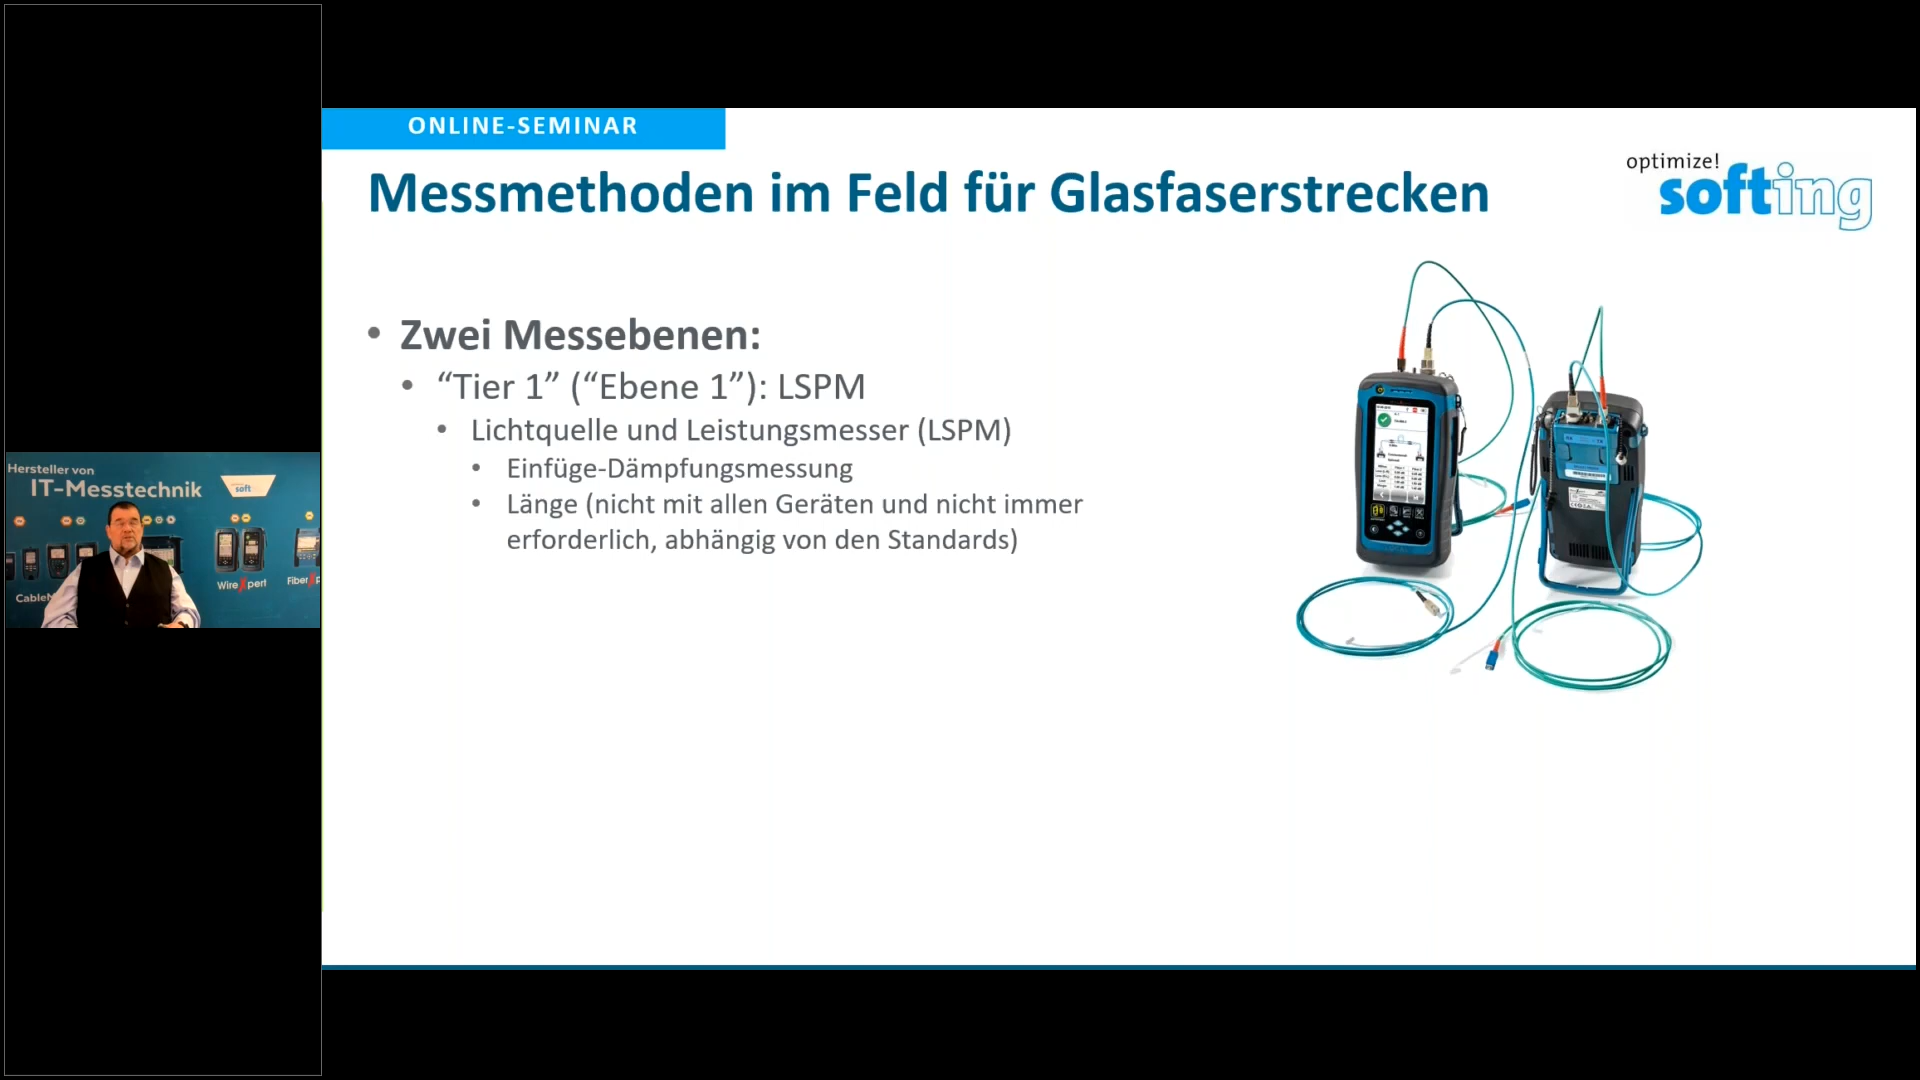 ONLINE-SEMINAR
Messmethoden im Feld für Glasfaserstrecken
optimize!
softing
• Zwei Messebenen:
• “Tier 1” (“Ebene 1”): LSPM
• Lichtquelle und Leistungsmesser (LSPM)
• Einfüge-Dämpfungsmessung
• Länge (nicht mit allen Geräten und nicht immer
erforderlich, abhängig von den Standards)
Hersteller von
IT-Messtechnik
soft
WireXpert